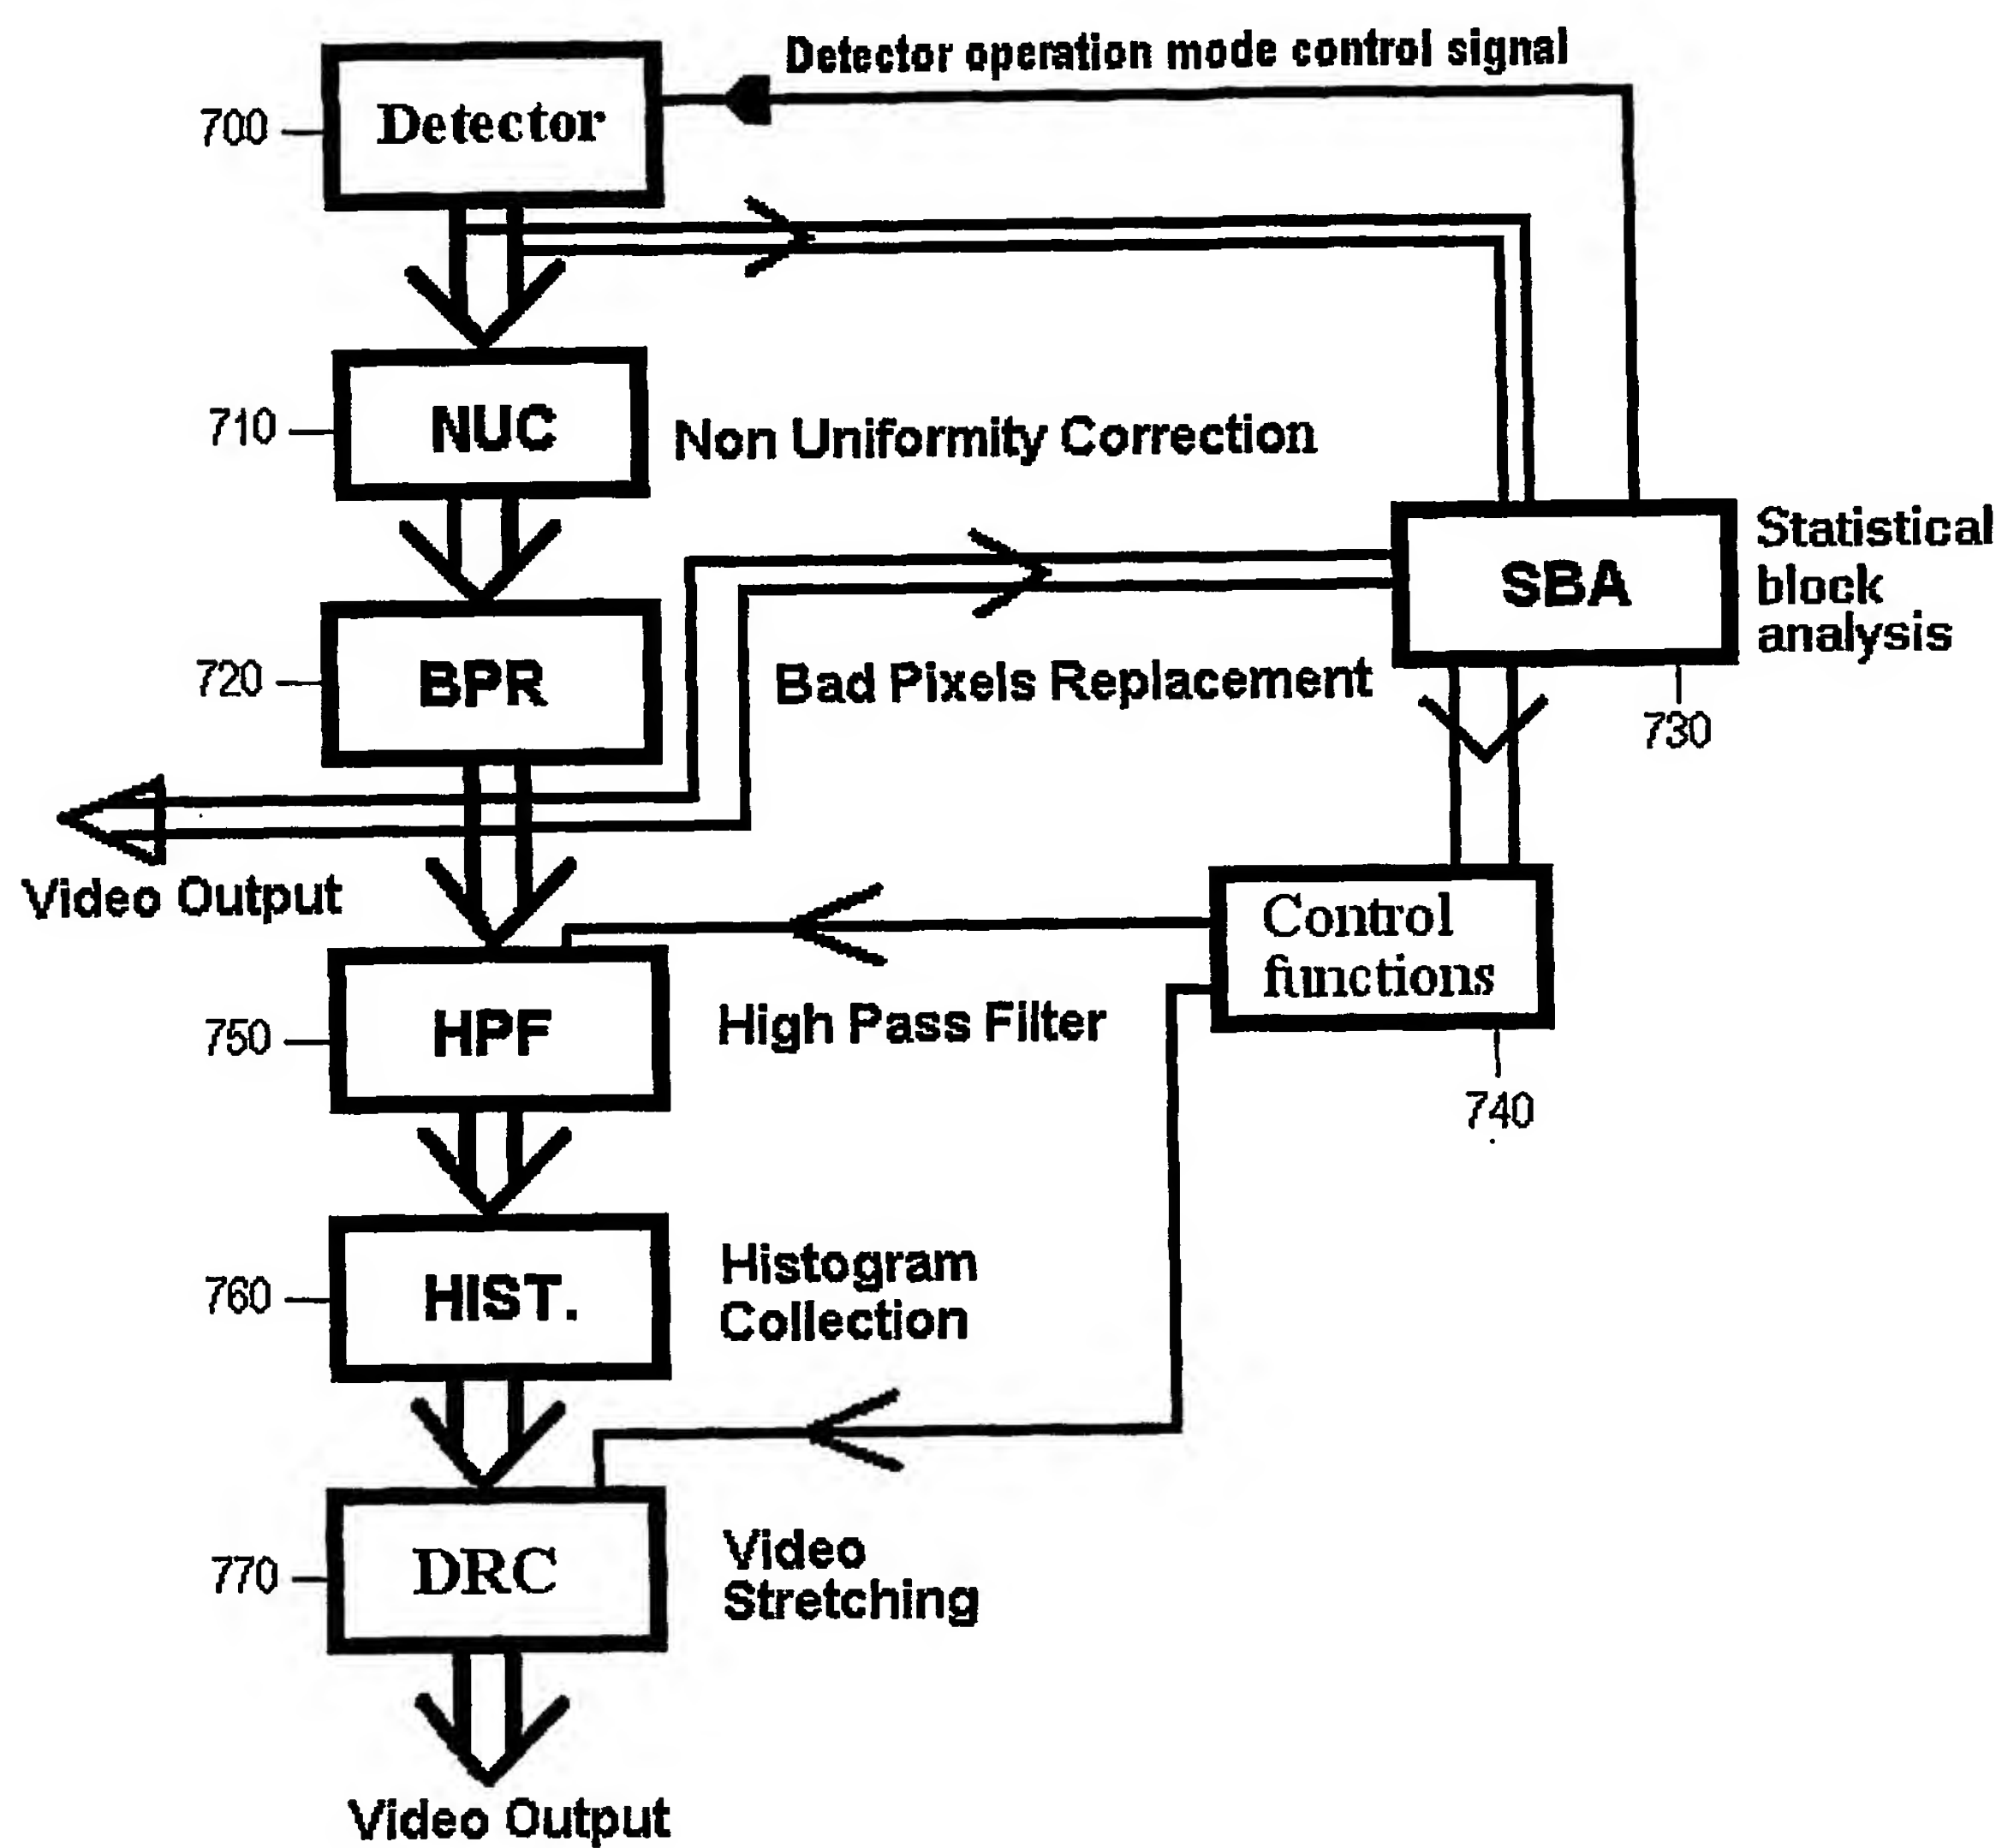 Detector operation mode control signal
700
Detector
710
NUC
Non Uniformity Correction
SBA
Statistical
block
analysis
720
BPR
Bad Pixels Replacement
730
Video Output
Control
functions
750
HPF
High Pass Filter
740
760
HIST.
Histogram
Collection
770
DRC
Video
Stretching
Video Output